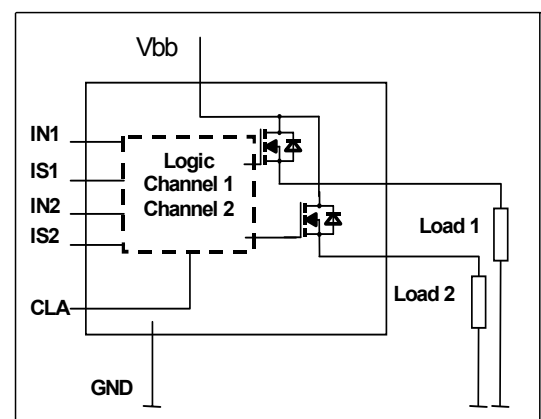 Vbb
IN1
IS1
IN2
IS2
CLA
Logic
Channel 1
Channel 2
Load 1
Load 2
GND